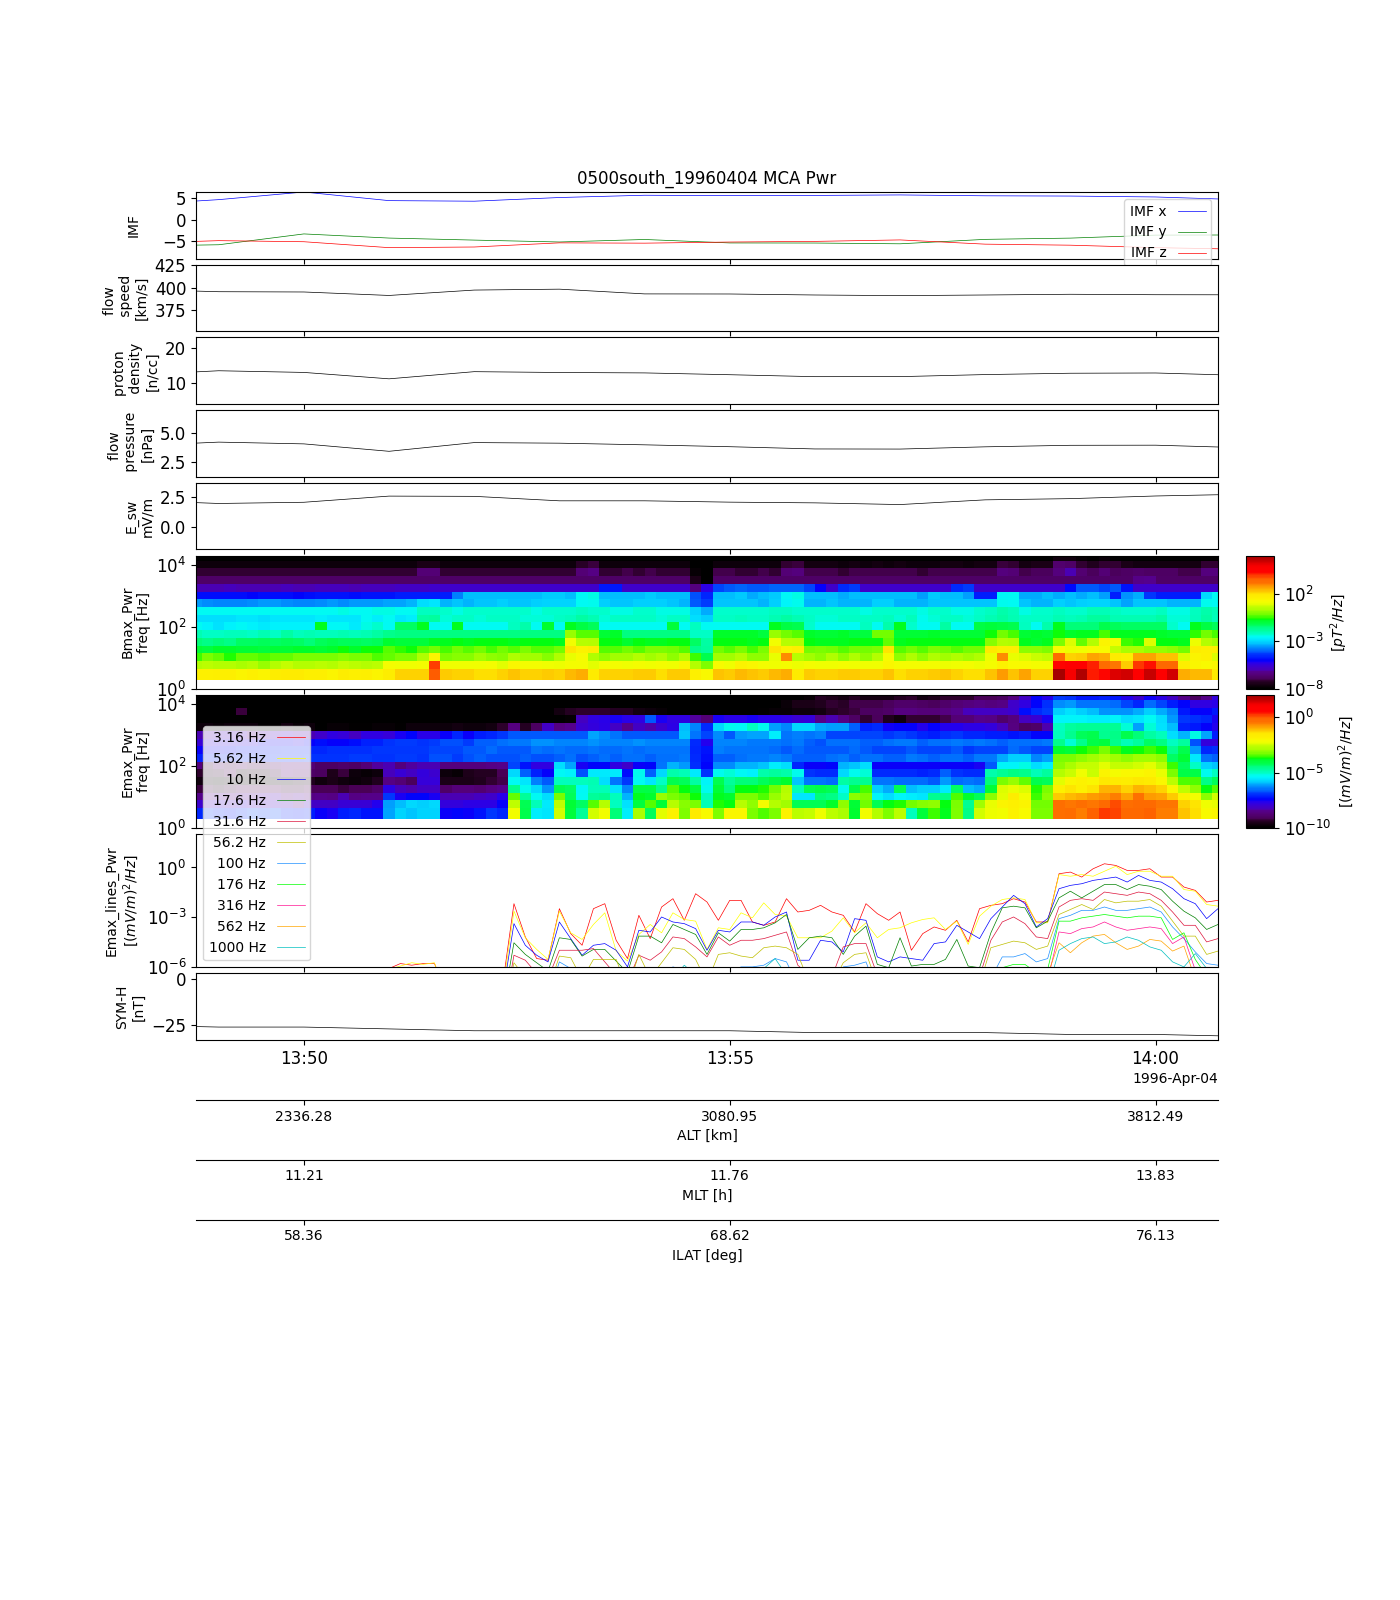 0500south_19960404 MCA Pwr
5
0
−5
IMF
IMF x
IMF y
IMF z
425
400
375
flow
speed
[km/s]
20
10
proton
density
[n/cc]
5.0
2.5
flow
pressure
[nPa]
2.5
0.0
E_sw
mV/m
10^4
10^2
10^0
Bmax_Pwr
freq [Hz]
10^2
10^−3
10^−8
[pT^2/Hz]
10^4
10^2
10^0
Emax_Pwr
freq [Hz]
10^0
10^−5
10^−10
[(mV/m)^2/Hz]
3.16 Hz
5.62 Hz
10 Hz
17.6 Hz
31.6 Hz
56.2 Hz
100 Hz
176 Hz
316 Hz
562 Hz
1000 Hz
10^0
10^−3
10^−6
Emax_lines_Pwr
[(mV/m)^2/Hz]
0
−25
SYM-H
[nT]
13:50 13:55 14:00
1996-Apr-04
2336.28 3080.95 3812.49
ALT [km]
11.21 11.76 13.83
MLT [h]
58.36 68.62 76.13
ILAT [deg]